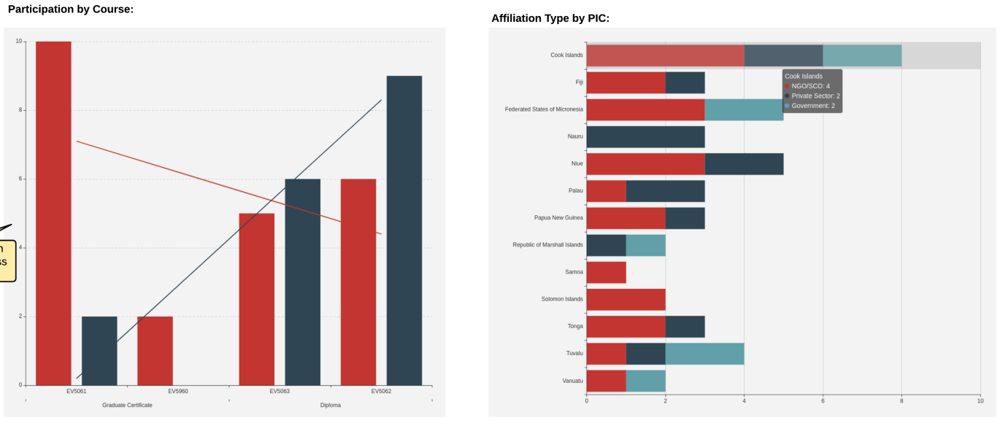 Participation by Course:
10
8
6
4
2
0
EV5061
EV5960
EV5063
EV5062
Graduate Certificate
Diploma
Affiliation Type by PIC:
Cook Islands
Fiji
Federated States of Micronesia
Nauru
Niue
Palau
Papua New Guinea
Republic of Marshall Islands
Samoa
Solomon Islands
Tonga
Tuvalu
Vanuatu
Cook Islands
NGO/SCO: 4
Private Sector: 2
Government: 2
0
2
4
6
8
10